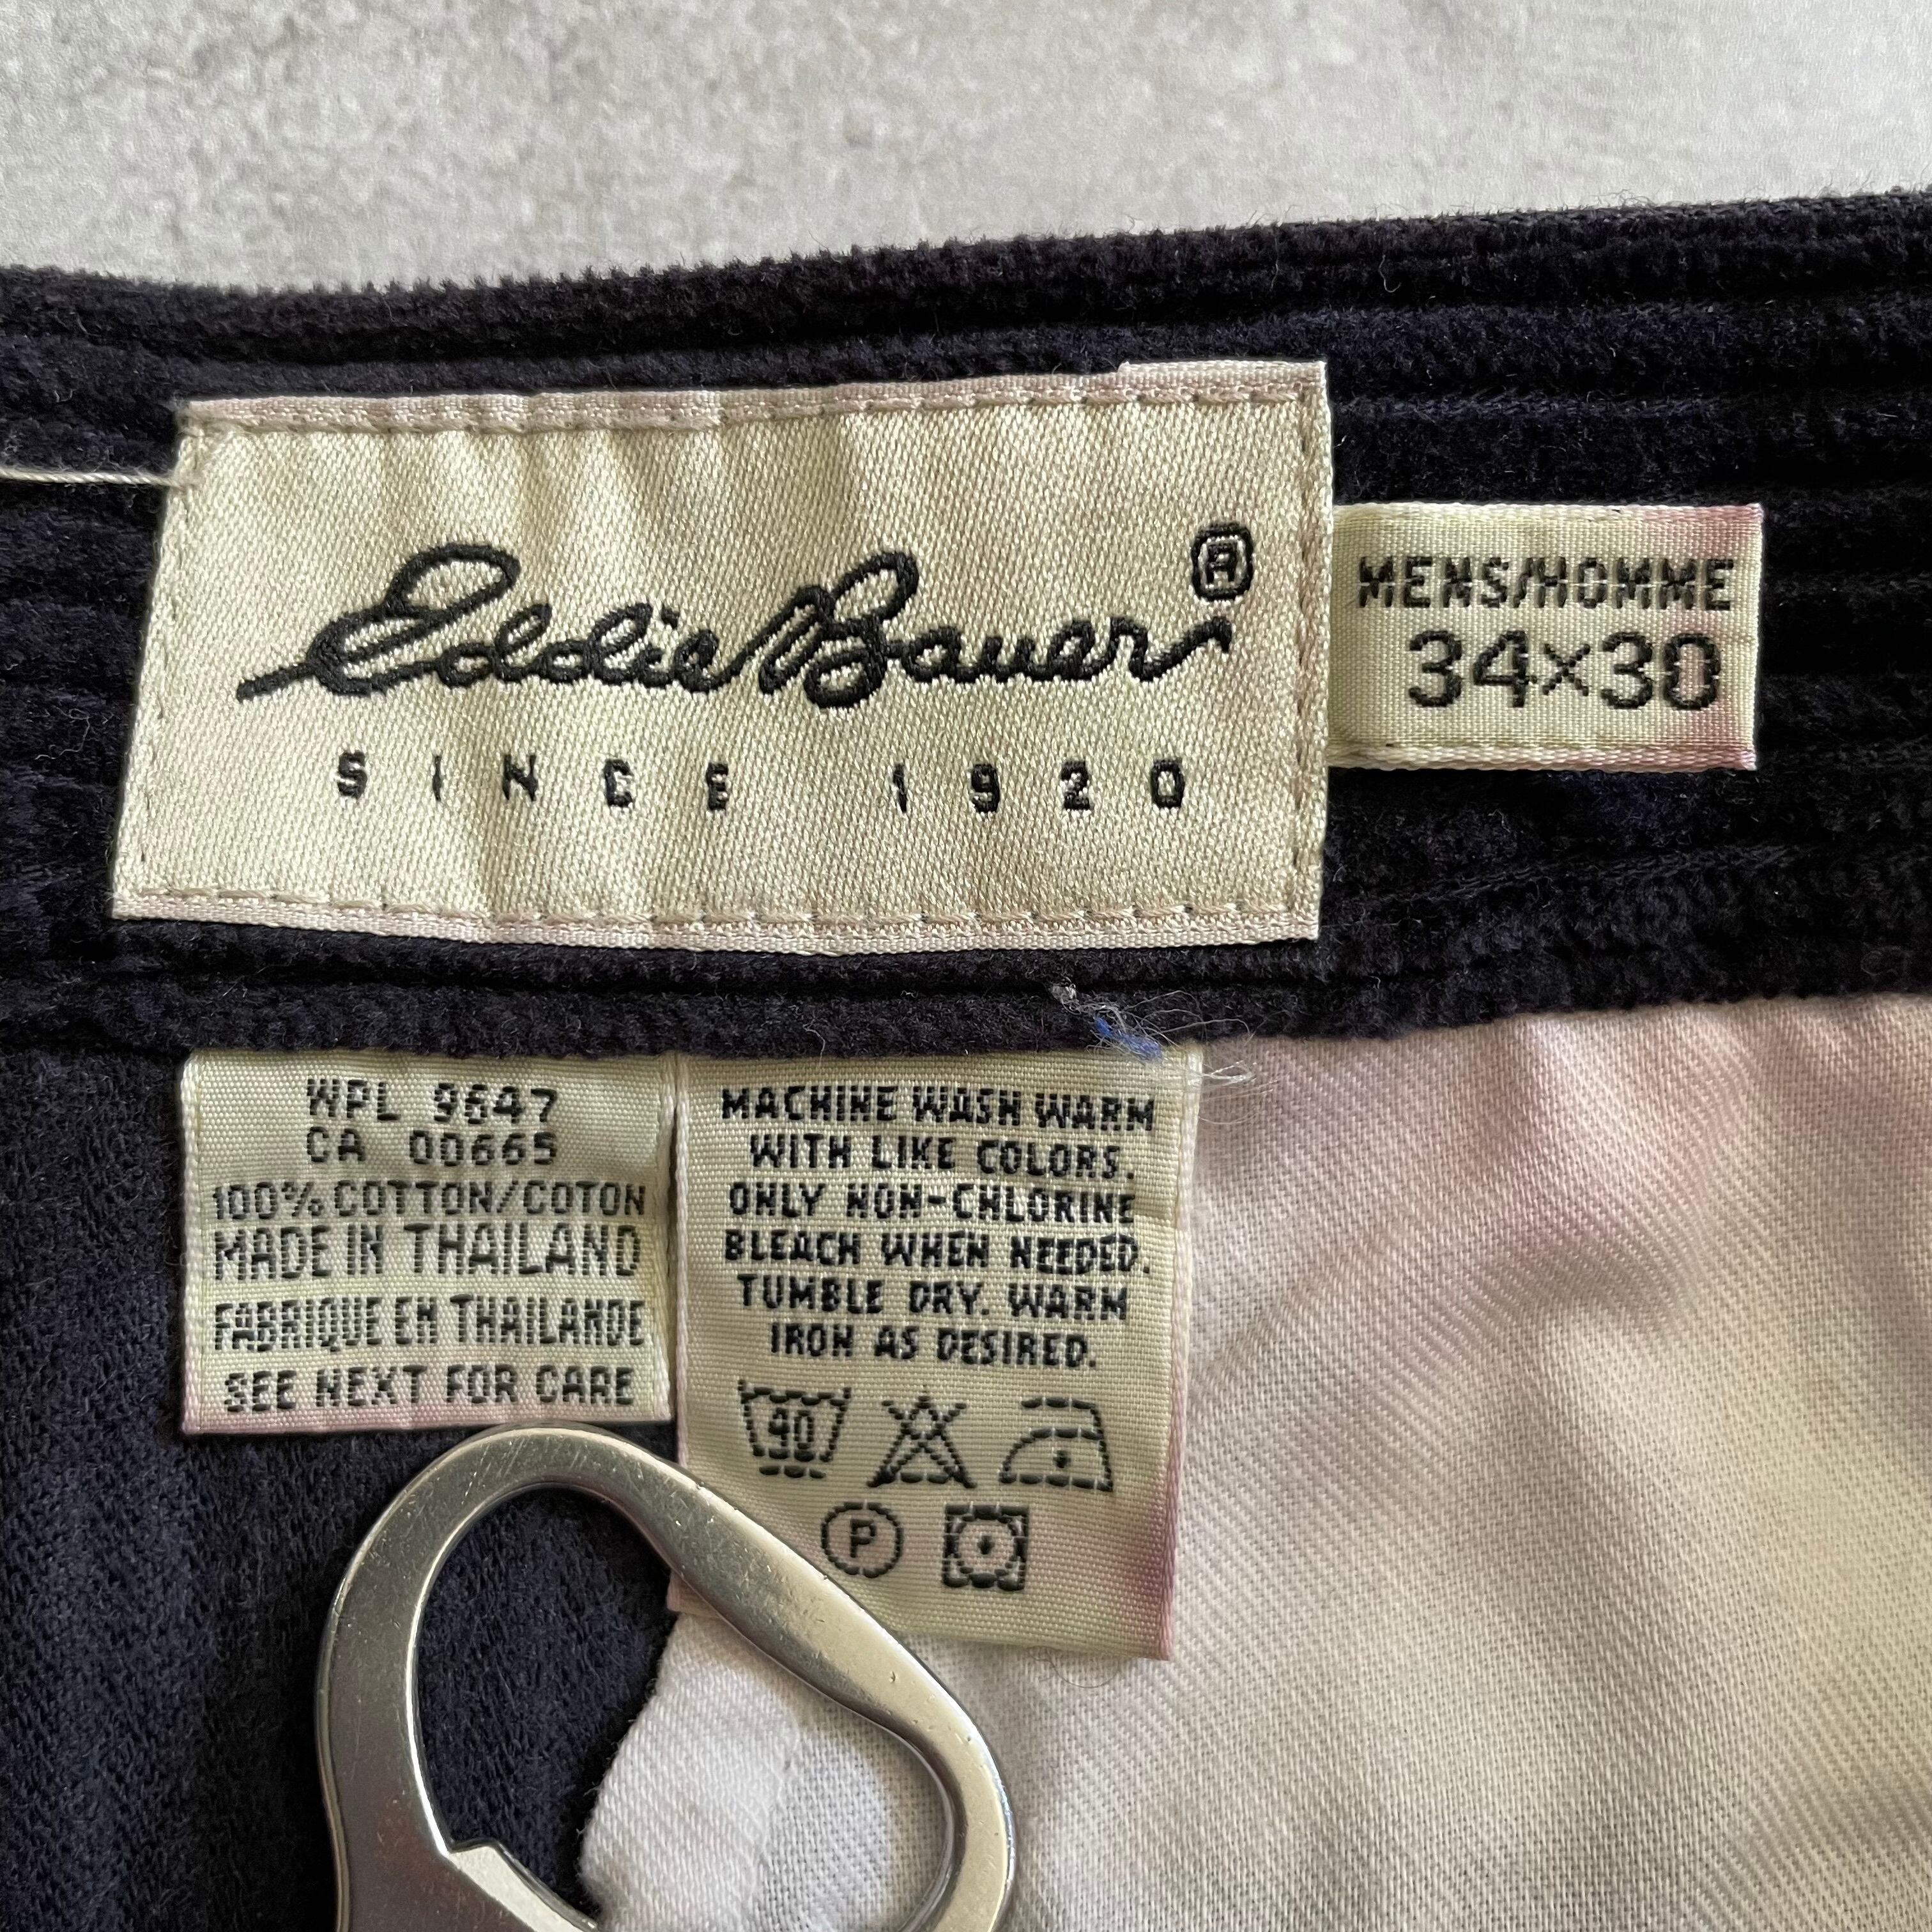 Eddie Bauer®
SINCE 1920
MENS/HOMME
34×30
WPL 9647
CA 00665
100% COTTON/COTON
MADE IN THAILAND
FABRIQUE EN THAILANDE
SEE NEXT FOR CARE
MACHINE WASH WARM
WITH LIKE COLORS.
ONLY NON-CHLORINE
BLEACH WHEN NEEDED.
TUMBLE DRY. WARM
IRON AS DESIRED.
40
P